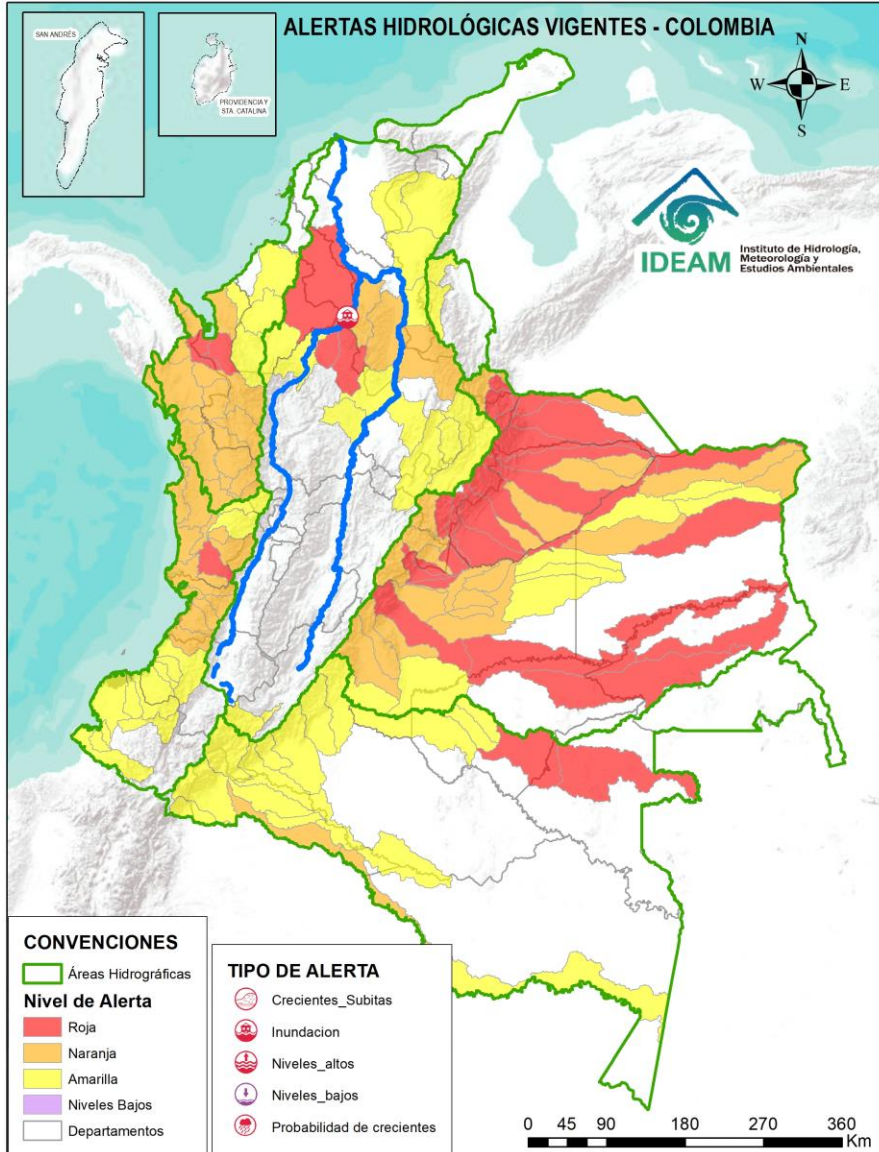 ALERTAS HIDROLÓGICAS VIGENTES - COLOMBIA
SAN ANDRÉS
PROVIDENCIA Y
STA. CATALINA
N
W
E
S
IDEAM
Instituto de Hidrología,
Meteorología y
Estudios Ambientales
CONVENCIONES
Áreas Hidrográficas
Nivel de Alerta
Roja
Naranja
Amarilla
Niveles Bajos
Departamentos
TIPO DE ALERTA
Crecientes_Subitas
Inundacion
Niveles_altos
Niveles_bajos
Probabilidad de crecientes
0 45 90 180 270 360
Km